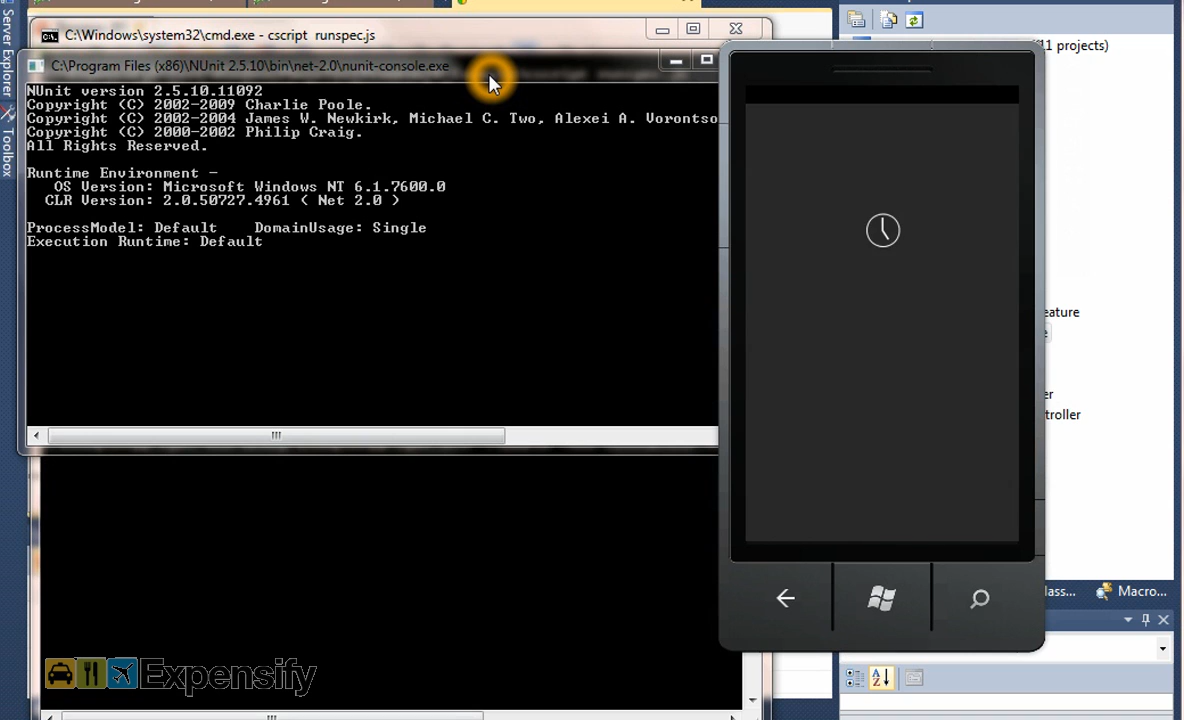 Server Explorer
Toolbox
C:\Windows\system32\cmd.exe - cscript runspec.js
C:\Program Files (x86)\NUnit 2.5.10\bin\net-2.0\nunit-console.exe
NUnit version 2.5.10.11092
Copyright (C) 2002-2009 Charlie Poole.
Copyright (C) 2002-2004 James W. Newkirk, Michael C. Two, Alexei A. Vorontso
Copyright (C) 2000-2002 Philip Craig.
All Rights Reserved.
Runtime Environment -
OS Version: Microsoft Windows NT 6.1.7600.0
CLR Version: 2.0.50727.4961 ( Net 2.0 )
ProcessModel: Default    DomainUsage: Single
Execution Runtime: Default
11 projects)
eature
er
troller
lass...
Macro...
Expensify